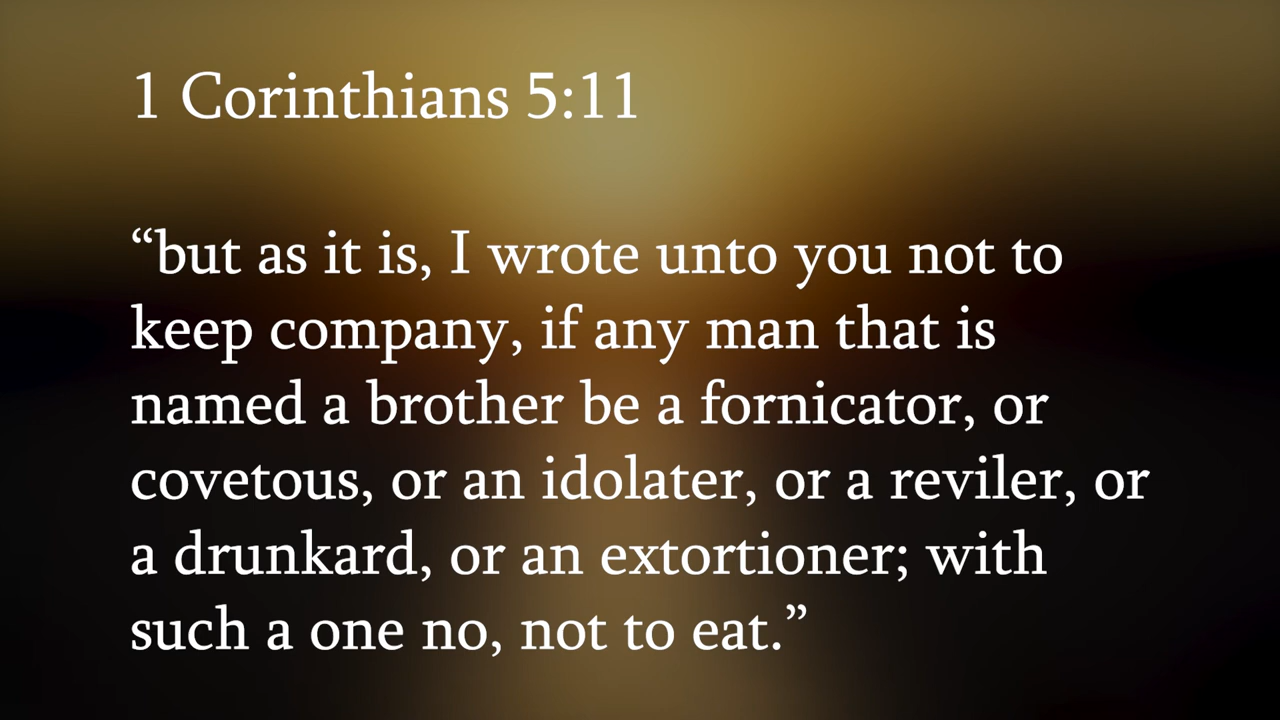 1 Corinthians 5:11
“but as it is, I wrote unto you not to
keep company, if any man that is
named a brother be a fornicator, or
covetous, or an idolater, or a reviler, or
a drunkard, or an extortioner; with
such a one no, not to eat.”